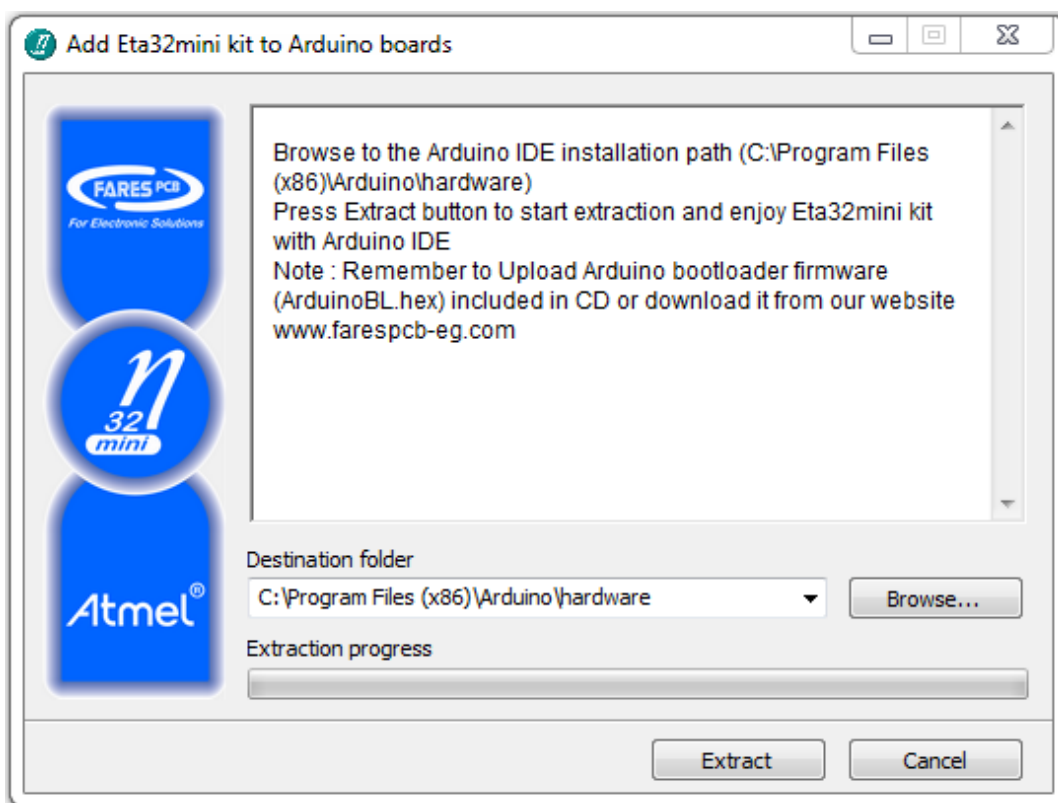 Add Eta32mini kit to Arduino boards
FARES PCB
For Electronic Solutions
η
32
mini
Atmel®
Browse to the Arduino IDE installation path (C:\Program Files
(x86)\Arduino\hardware)
Press Extract button to start extraction and enjoy Eta32mini kit
with Arduino IDE
Note : Remember to Upload Arduino bootloader firmware
(ArduinoBL.hex) included in CD or download it from our website
www.farespcb-eg.com
Destination folder
C:\Program Files (x86)\Arduino\hardware
Browse...
Extraction progress
Extract
Cancel